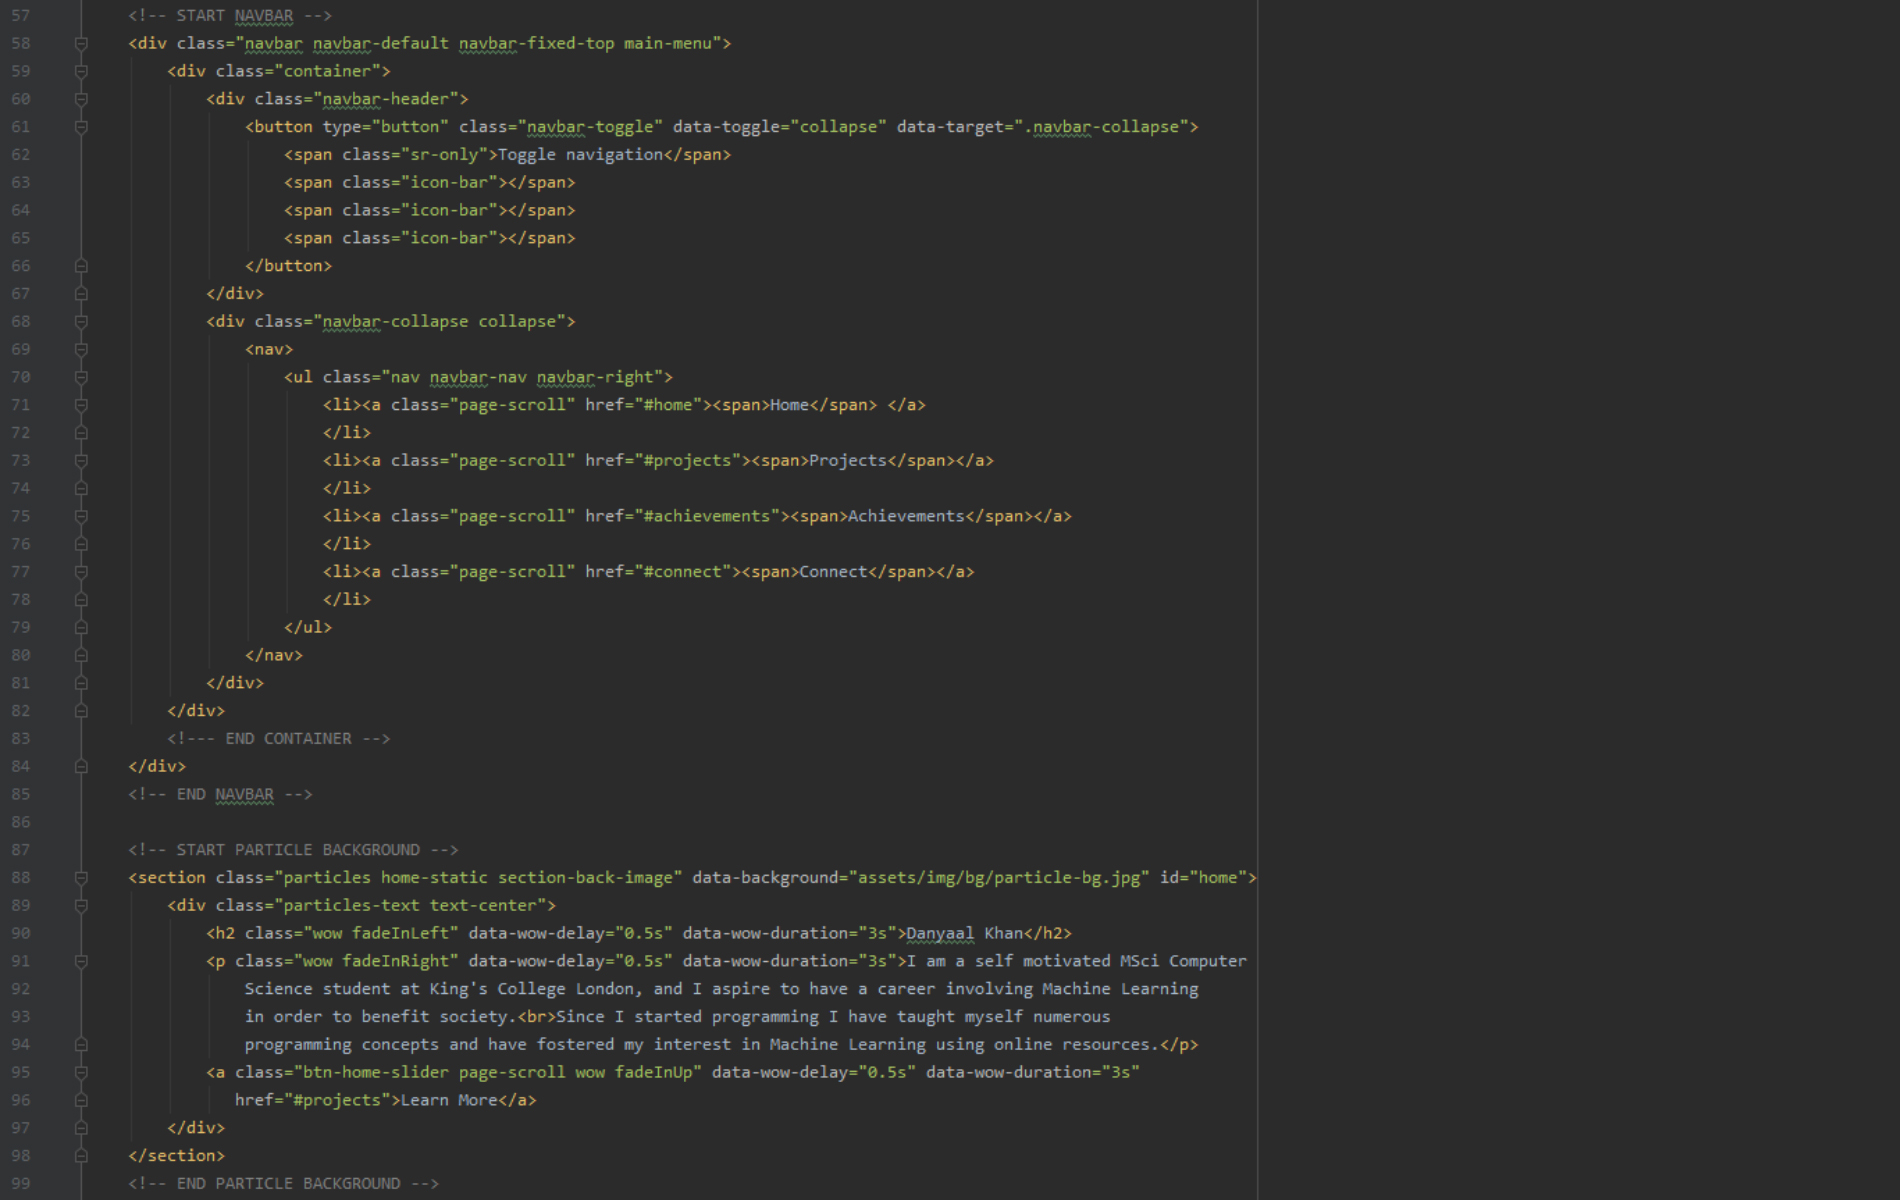 57 <!-- START NAVBAR -->
58 <div class="navbar navbar-default navbar-fixed-top main-menu">
59     <div class="container">
60         <div class="navbar-header">
61             <button type="button" class="navbar-toggle" data-toggle="collapse" data-target=".navbar-collapse">
62                 <span class="sr-only">Toggle navigation</span>
63                 <span class="icon-bar"></span>
64                 <span class="icon-bar"></span>
65                 <span class="icon-bar"></span>
66             </button>
67         </div>
68         <div class="navbar-collapse collapse">
69             <nav>
70                 <ul class="nav navbar-nav navbar-right">
71                     <li><a class="page-scroll" href="#home"><span>Home</span> </a>
72                     </li>
73                     <li><a class="page-scroll" href="#projects"><span>Projects</span></a>
74                     </li>
75                     <li><a class="page-scroll" href="#achievements"><span>Achievements</span></a>
76                     </li>
77                     <li><a class="page-scroll" href="#connect"><span>Connect</span></a>
78                     </li>
79                 </ul>
80             </nav>
81         </div>
82     </div>
83     <!--- END CONTAINER -->
84 </div>
85 <!-- END NAVBAR -->
86
87 <!-- START PARTICLE BACKGROUND -->
88 <section class="particles home-static section-back-image" data-background="assets/img/bg/particle-bg.jpg" id="home">
89     <div class="particles-text text-center">
90         <h2 class="wow fadeInLeft" data-wow-delay="0.5s" data-wow-duration="3s">Danyaal Khan</h2>
91         <p class="wow fadeInRight" data-wow-delay="0.5s" data-wow-duration="3s">I am a self motivated MSci Computer
92             Science student at King's College London, and I aspire to have a career involving Machine Learning
93             in order to benefit society.<br>Since I started programming I have taught myself numerous
94             programming concepts and have fostered my interest in Machine Learning using online resources.</p>
95         <a class="btn-home-slider page-scroll wow fadeInUp" data-wow-delay="0.5s" data-wow-duration="3s"
96            href="#projects">Learn More</a>
97     </div>
98 </section>
99 <!-- END PARTICLE BACKGROUND -->